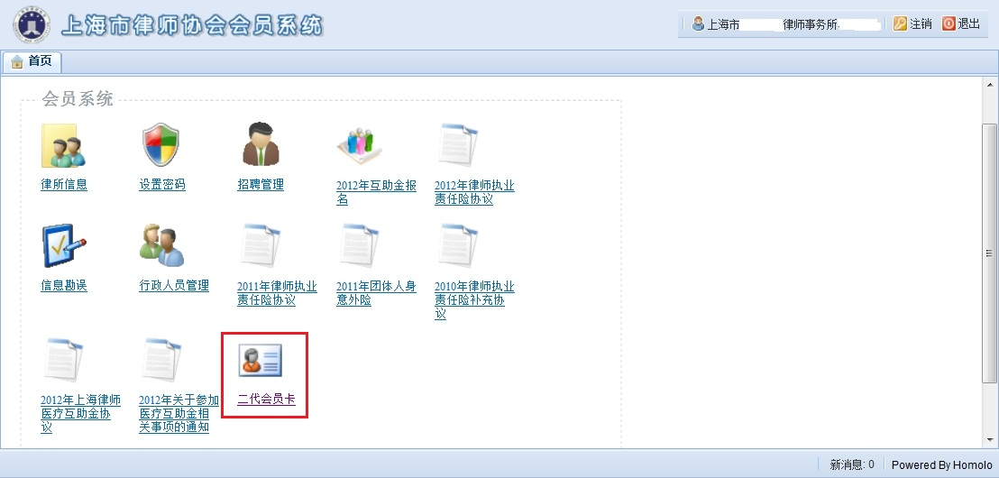 上海市律师协会会员系统
上海市 律师事务所 注销 退出
首页
会员系统
律所信息
设置密码
招聘管理
2012年互助金报
名
2012年律师执业
责任险协议
信息勘误
行政人员管理
2011年律师执业
责任险协议
2011年团体人身
意外险
2010年律师执业
责任险补充协
议
2012年上海律师
医疗互助金协
议
2012年关于参加
医疗互助金相
关事项的通知
二代会员卡
新消息: 0
Powered By Homolo